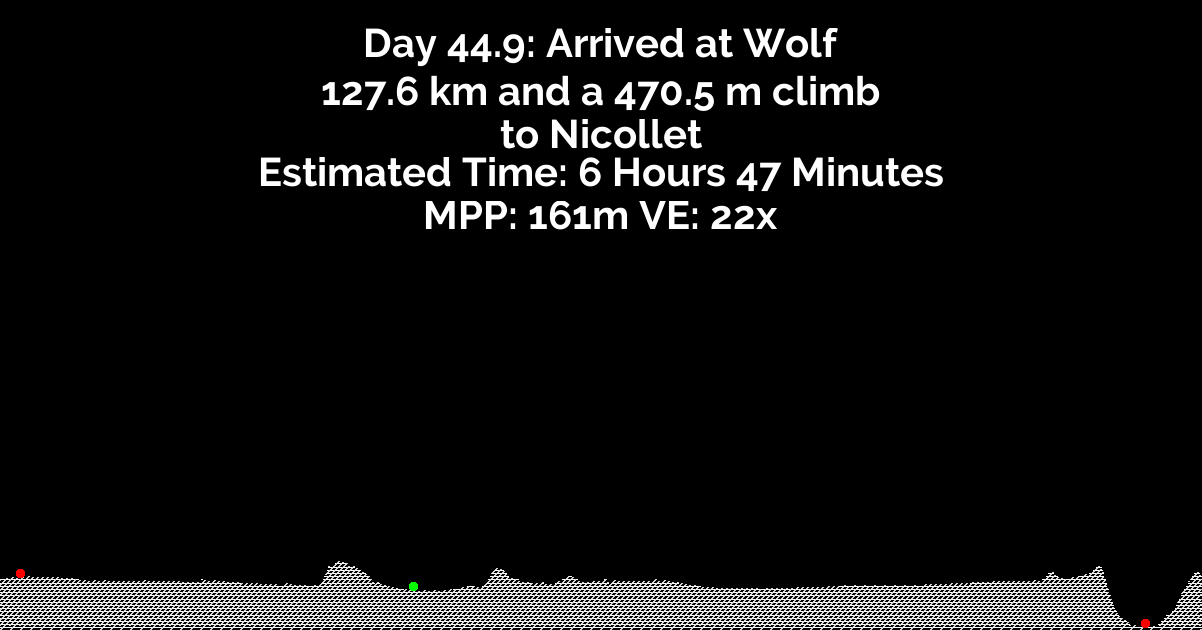 Day 44.9: Arrived at Wolf
127.6 km and a 470.5 m climb
to Nicollet
Estimated Time: 6 Hours 47 Minutes
MPP: 161m VE: 22x